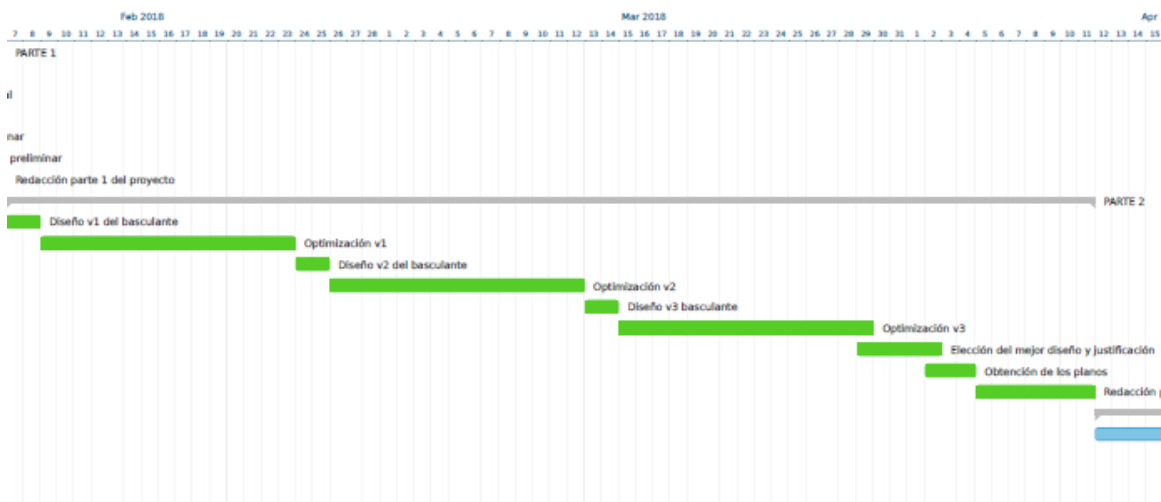 Feb 2018 Mar 2018 Apr
7 8 9 10 11 12 13 14 15 16 17 18 19 20 21 22 23 24 25 26 27 28 1 2 3 4 5 6 7 8 9 10 11 12 13 14 15 16 17 18 19 20 21 22 23 24 25 26 27 28 29 30 31 1 2 3 4 5 6 7 8 9 10 11 12 13 14 15
PARTE 1
al
nar
preliminar
Redacción parte 1 del proyecto
PARTE 2
Diseño v1 del basculante
Optimización v1
Diseño v2 del basculante
Optimización v2
Diseño v3 basculante
Optimización v3
Elección del mejor diseño y justificación
Obtención de los planos
Redacción p